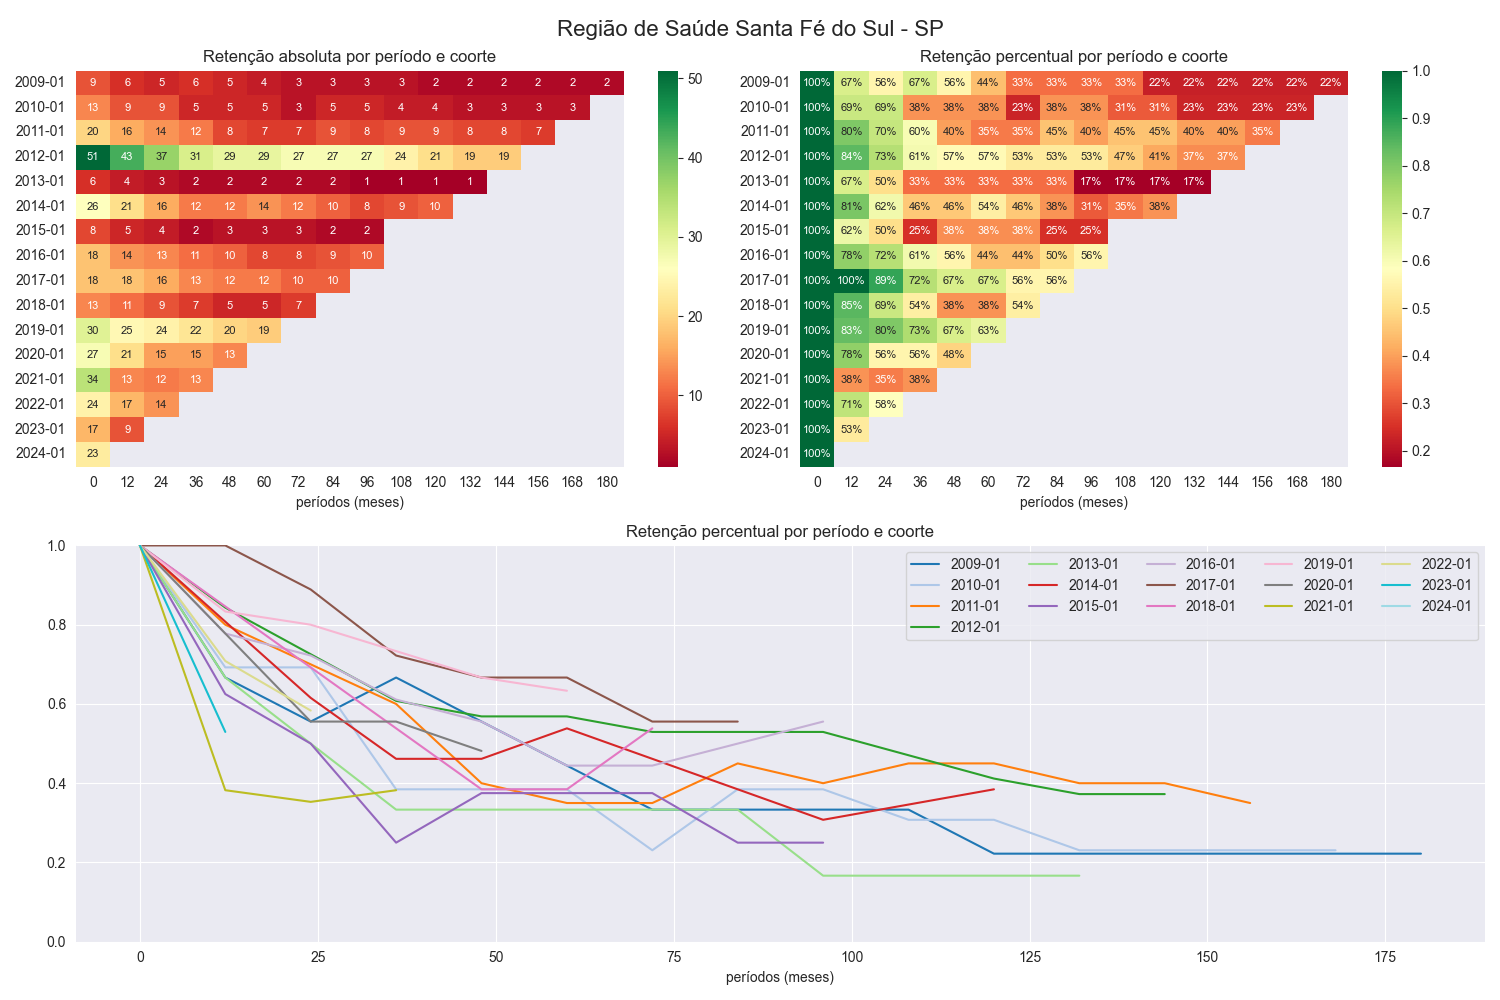 Região de Saúde Santa Fé do Sul - SP
Retenção absoluta por período e coorte
2009-01 9 6 5 6 5 4 3 3 3 3 2 2 2 2 2 2
2010-01 13 9 9 5 5 5 3 5 5 4 4 3 3 3 3
2011-01 20 16 14 12 8 7 7 9 8 9 9 8 8 7
2012-01 51 43 37 31 29 29 27 27 27 24 21 19 19
2013-01 6 4 3 2 2 2 2 2 1 1 1 1
2014-01 26 21 16 12 12 14 12 10 8 9 10
2015-01 8 5 4 2 3 3 3 2 2
2016-01 18 14 13 11 10 8 8 9 10
2017-01 18 18 16 13 12 12 10 10
2018-01 13 11 9 7 5 5 7
2019-01 30 25 24 22 20 19
2020-01 27 21 15 15 13
2021-01 34 13 12 13
2022-01 24 17 14
2023-01 17 9
2024-01 23
0 12 24 36 48 60 72 84 96 108 120 132 144 156 168 180
períodos (meses)
50
40
30
20
10
Retenção percentual por período e coorte
2009-01 100% 67% 56% 67% 56% 44% 33% 33% 33% 33% 22% 22% 22% 22% 22% 22%
2010-01 100% 69% 69% 38% 38% 38% 23% 38% 38% 31% 31% 23% 23% 23% 23%
2011-01 100% 80% 70% 60% 40% 35% 35% 45% 40% 45% 45% 40% 40% 35%
2012-01 100% 84% 73% 61% 57% 57% 53% 53% 53% 47% 41% 37% 37%
2013-01 100% 67% 50% 33% 33% 33% 33% 33% 17% 17% 17% 17%
2014-01 100% 81% 62% 46% 46% 54% 46% 38% 31% 35% 38%
2015-01 100% 62% 50% 25% 38% 38% 38% 25% 25%
2016-01 100% 78% 72% 61% 56% 44% 44% 50% 56%
2017-01 100% 100% 89% 72% 67% 67% 56% 56%
2018-01 100% 85% 69% 54% 38% 38% 54%
2019-01 100% 83% 80% 73% 67% 63%
2020-01 100% 78% 56% 56% 48%
2021-01 100% 38% 35% 38%
2022-01 100% 71% 58%
2023-01 100% 53%
2024-01 100%
0 12 24 36 48 60 72 84 96 108 120 132 144 156 168 180
períodos (meses)
1.0
0.9
0.8
0.7
0.6
0.5
0.4
0.3
0.2
Retenção percentual por período e coorte
1.0
0.8
0.6
0.4
0.2
0.0
2009-01 2013-01 2016-01 2019-01 2022-01
2010-01 2014-01 2017-01 2020-01 2023-01
2011-01 2015-01 2018-01 2021-01 2024-01
2012-01
0 25 50 75 100 125 150 175
períodos (meses)